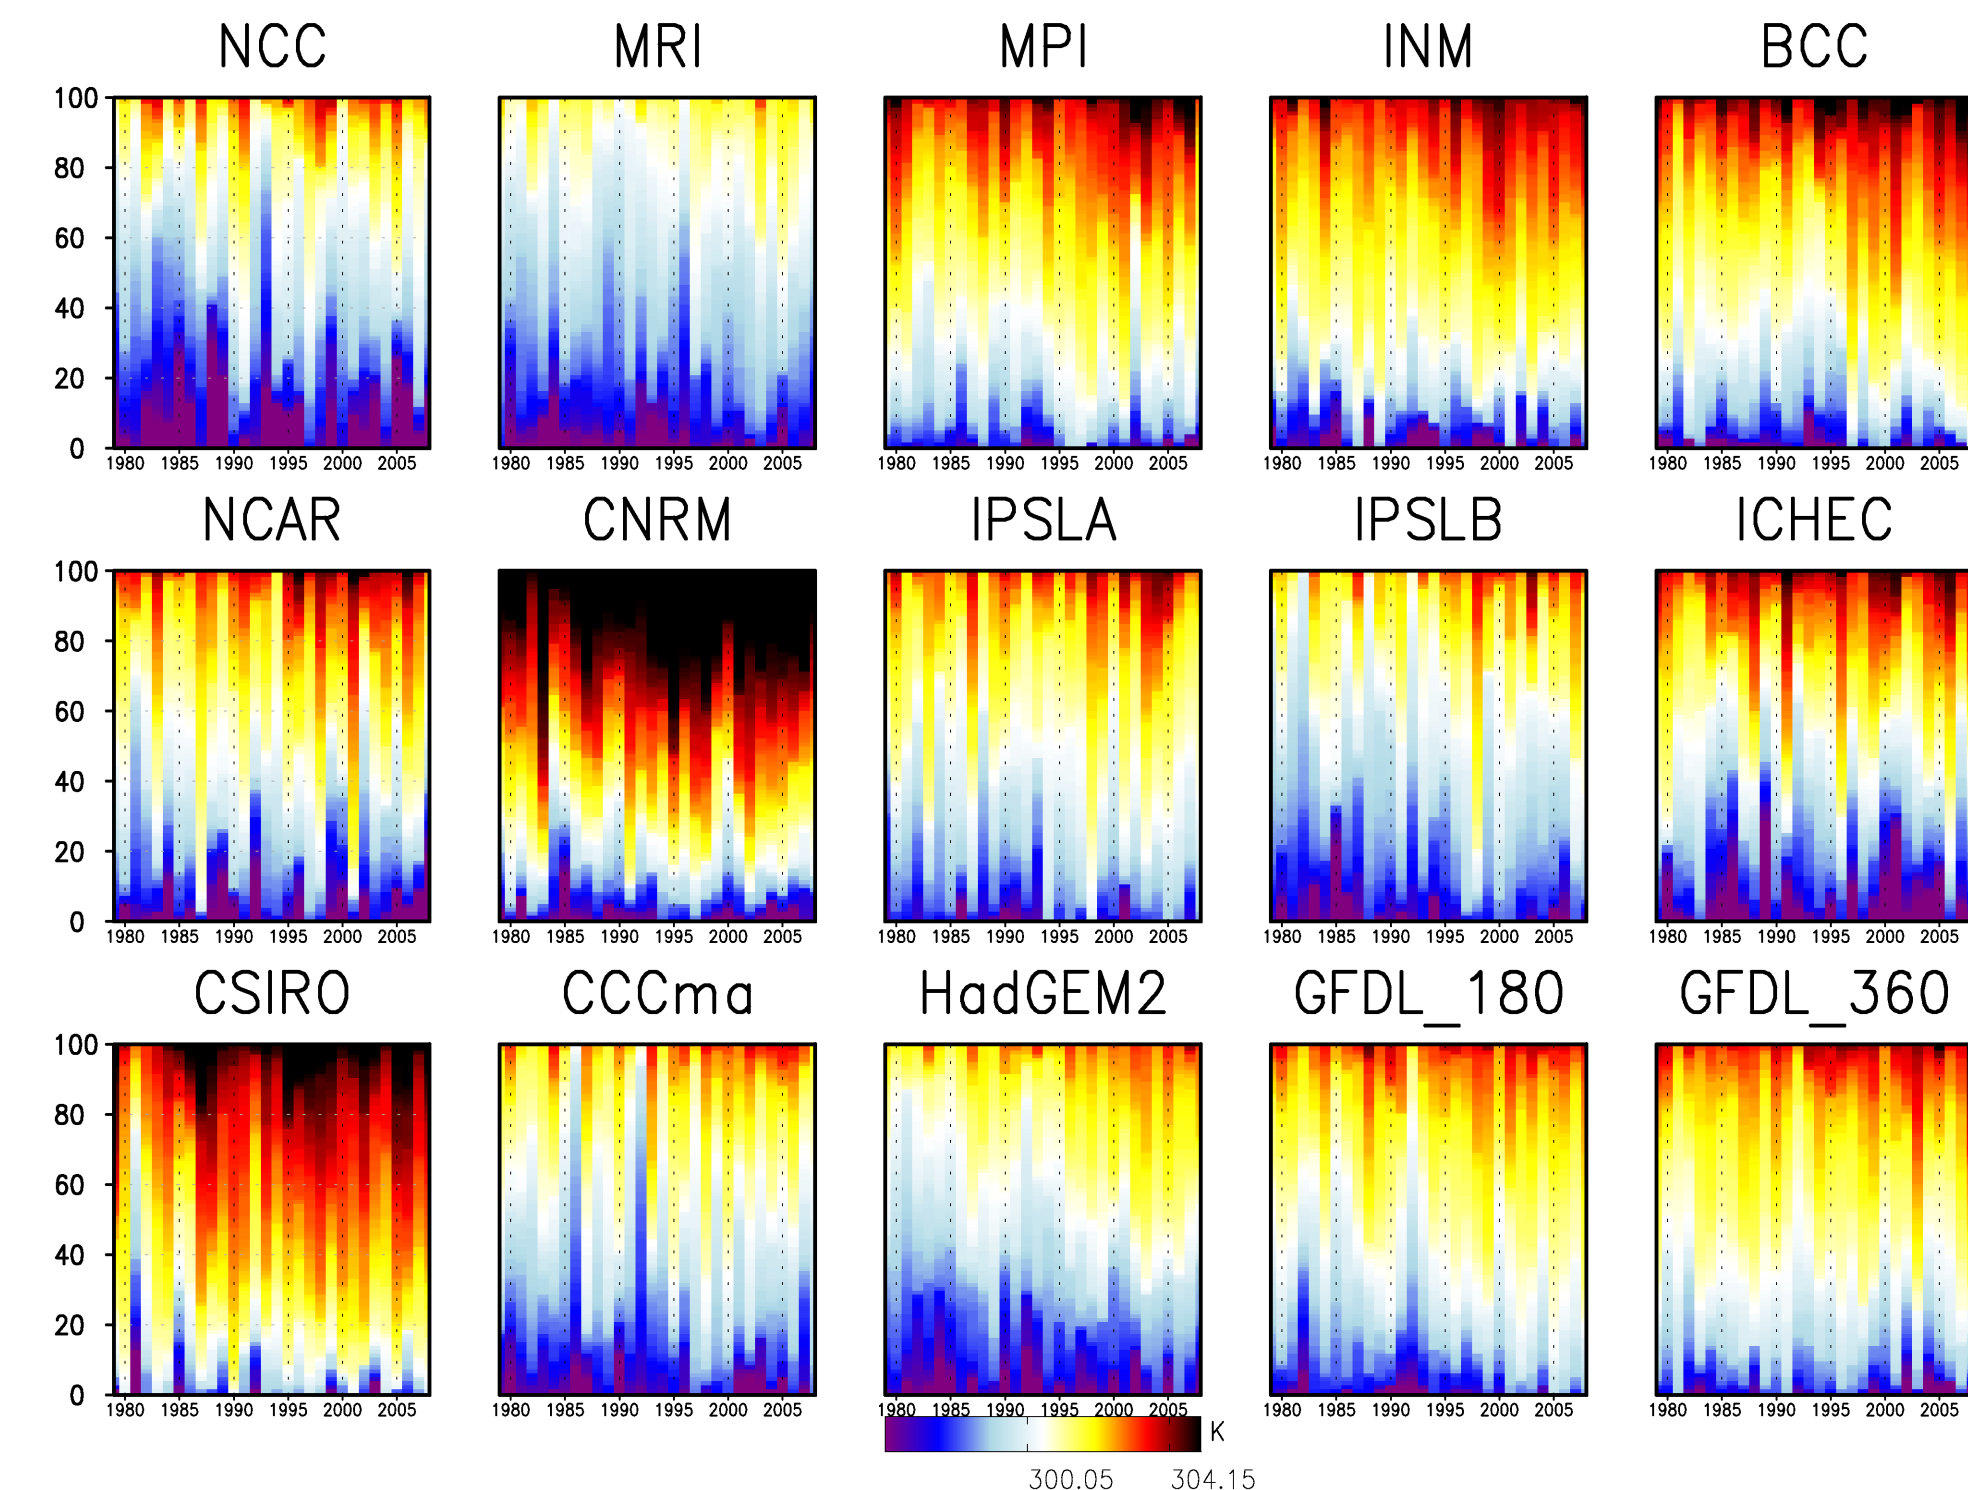 NCC MRI MPI INM BCC
100
80
60
40
20
0
1980 1985 1990 1995 2000 2005 1980 1985 1990 1995 2000 2005 1980 1985 1990 1995 2000 2005 1980 1985 1990 1995 2000 2005 1980 1985 1990 1995 2000 2005
NCAR CNRM IPSLA IPSLB ICHEC
100
80
60
40
20
0
1980 1985 1990 1995 2000 2005 1980 1985 1990 1995 2000 2005 1980 1985 1990 1995 2000 2005 1980 1985 1990 1995 2000 2005 1980 1985 1990 1995 2000 2005
CSIRO CCCma HadGEM2 GFDL_180 GFDL_360
100
80
60
40
20
0
1980 1985 1990 1995 2000 2005 1980 1985 1990 1995 2000 2005 1980 1985 1990 1995 2000 2005 1980 1985 1990 1995 2000 2005 1980 1985 1990 1995 2000 2005
K
300.05 304.15